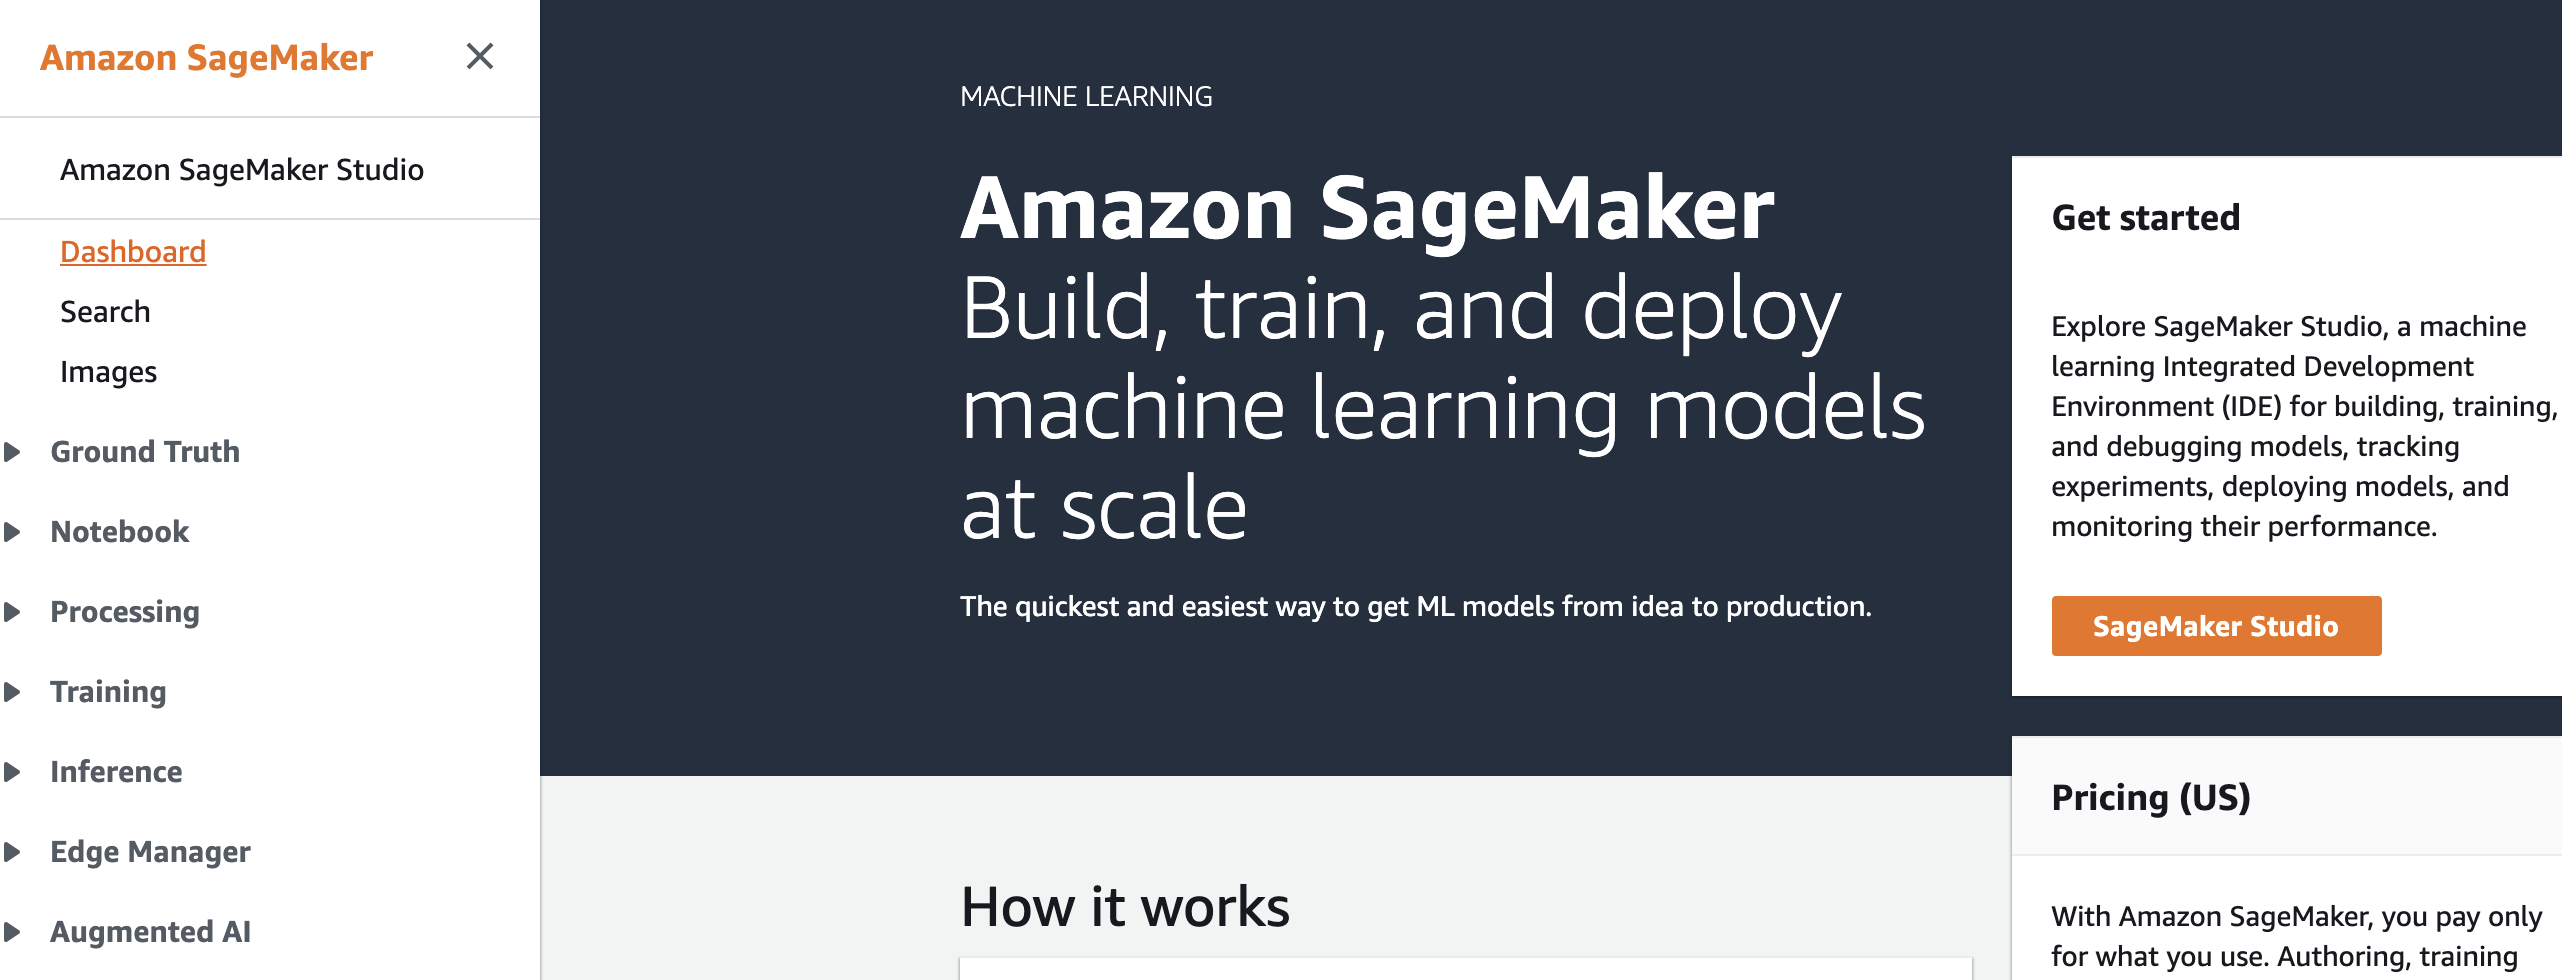 Amazon SageMaker
Amazon SageMaker Studio
Dashboard
Search
Images
Ground Truth
Notebook
Processing
Training
Inference
Edge Manager
Augmented AI
MACHINE LEARNING
Amazon SageMaker
Build, train, and deploy
machine learning models
at scale
The quickest and easiest way to get ML models from idea to production.
How it works
Get started
Explore SageMaker Studio, a machine
learning Integrated Development
Environment (IDE) for building, training,
and debugging models, tracking
experiments, deploying models, and
monitoring their performance.
SageMaker Studio
Pricing (US)
With Amazon SageMaker, you pay only
for what you use. Authoring, training